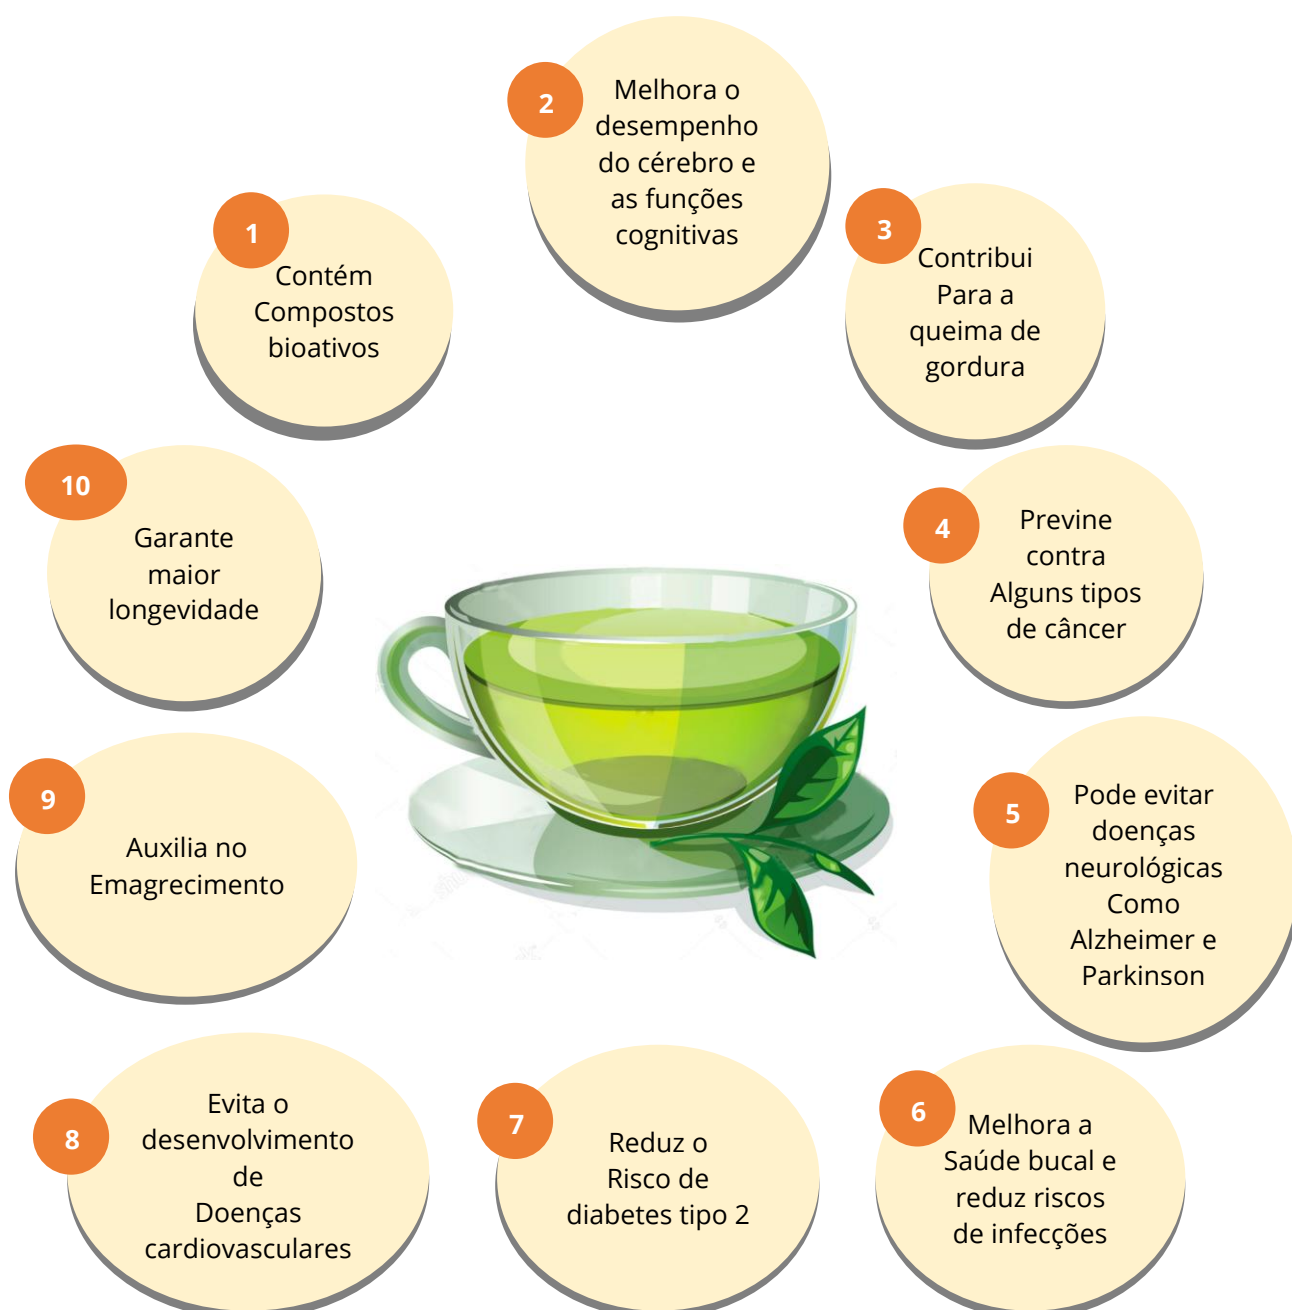 1
Contém
Compostos
bioativos
2
Melhora o
desempenho
do cérebro e
as funções
cognitivas
3
Contribui
Para a
queima de
gordura
4
Previne
contra
Alguns tipos
de câncer
5
Pode evitar
doenças
neurológicas
Como
Alzheimer e
Parkinson
6
Melhora a
Saúde bucal e
reduz riscos
de infecções
7
Reduz o
Risco de
diabetes tipo 2
8
Evita o
desenvolvimento
de
Doenças
cardiovasculares
9
Auxilia no
Emagrecimento
10
Garante
maior
longevidade